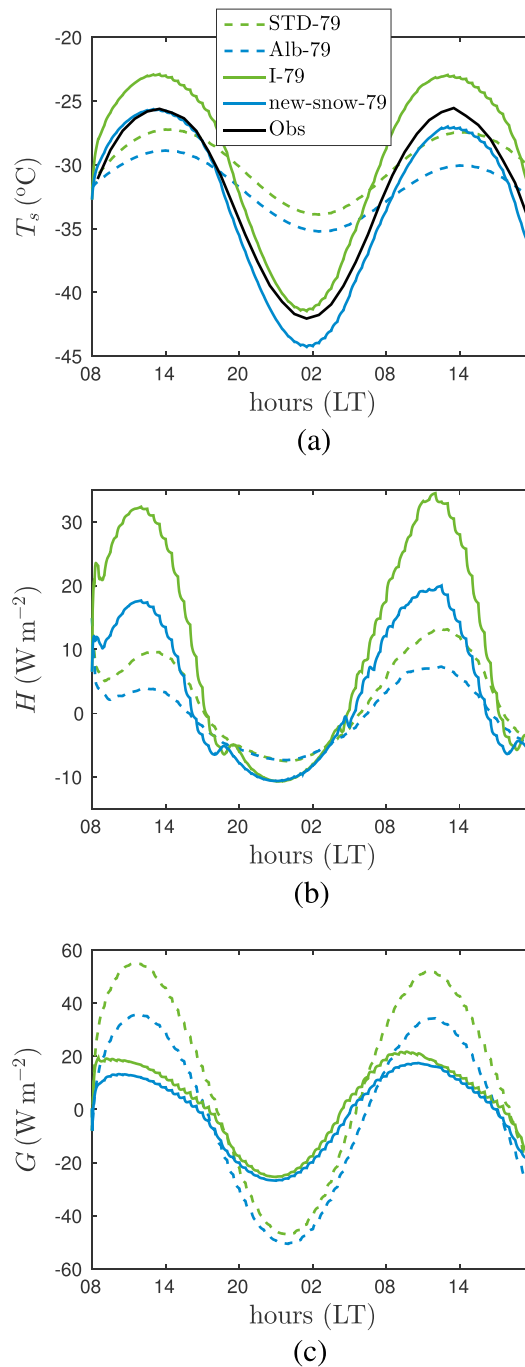 STD-79
Alb-79
I-79
new-snow-79
Obs
-20
-25
-30
-35
-40
-45
T_s (°C)
08 14 20 02 08 14
hours (LT)
(a)
30
20
10
0
-10
H (W m⁻²)
08 14 20 02 08 14
hours (LT)
(b)
60
40
20
0
-20
-40
-60
G (W m⁻²)
08 14 20 02 08 14
hours (LT)
(c)